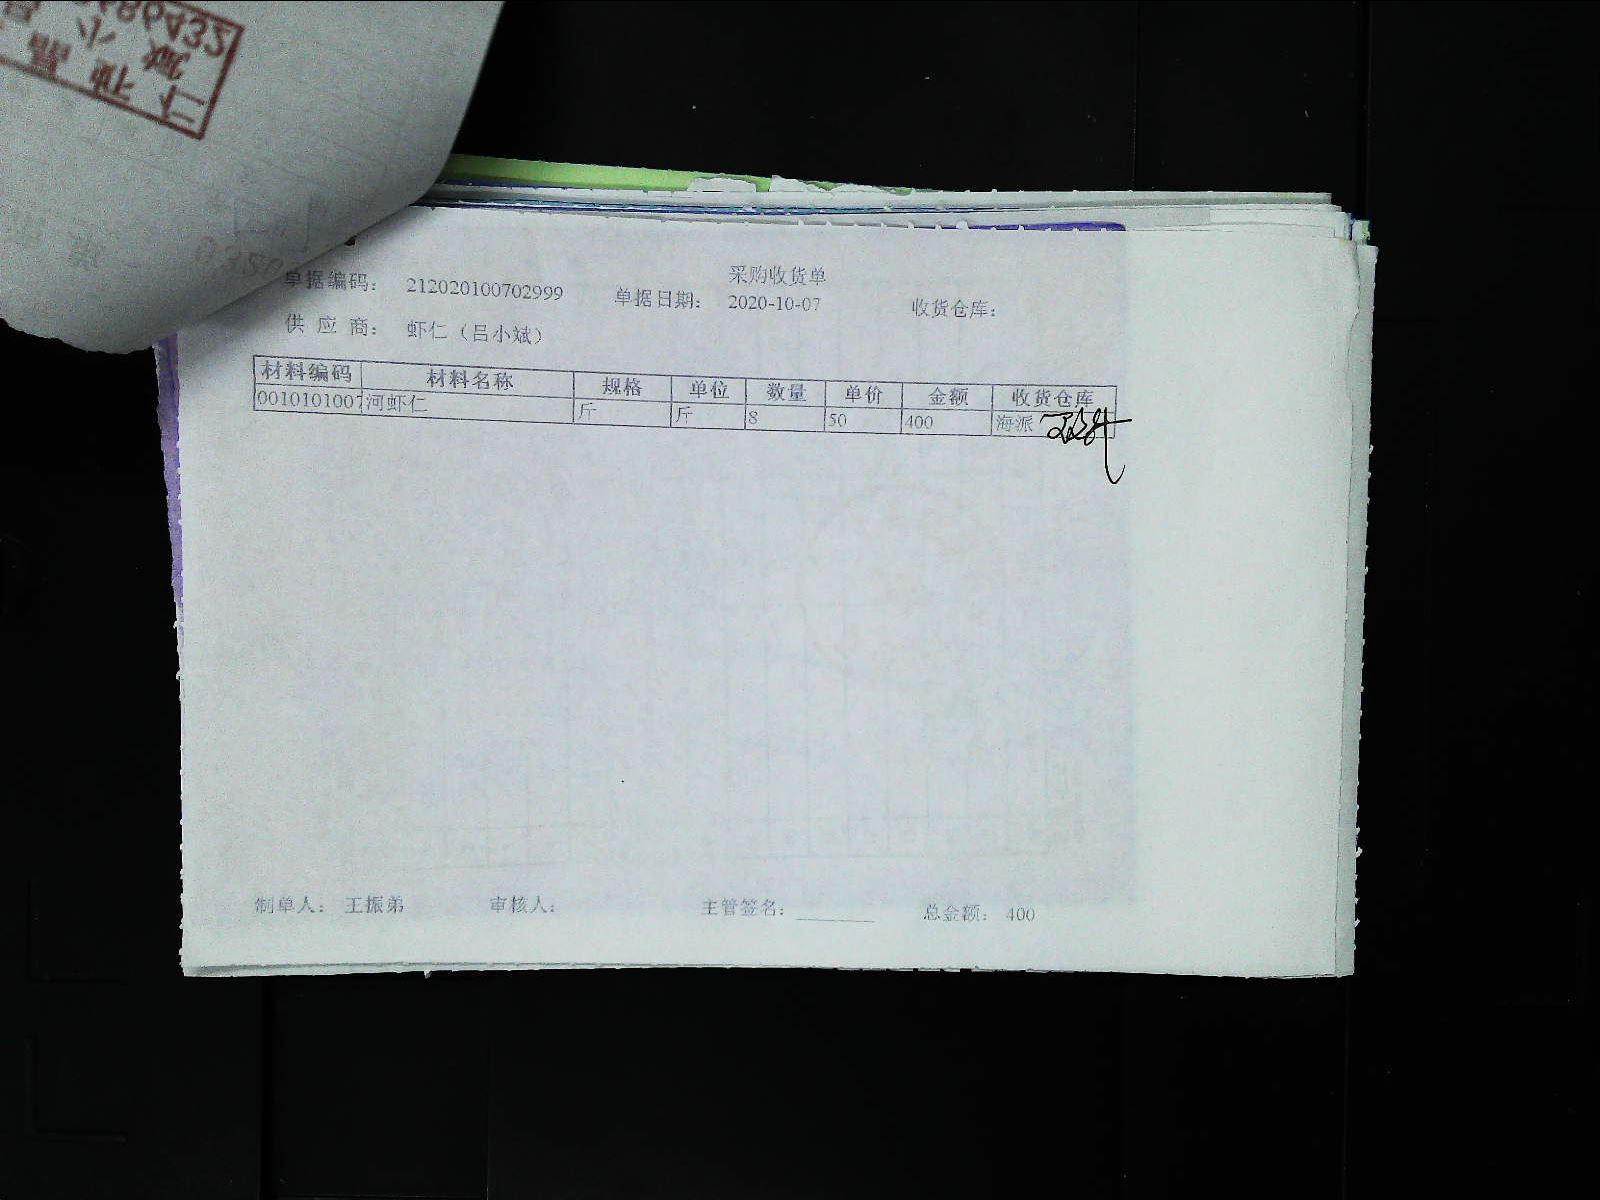 采购收货单
单据编码： 212020100702999 单据日期： 2020-10-07 收货仓库：
供 应 商： 虾仁（吕小斌）
材料编码 材料名称 规格 单位 数量 单价 金额 收货仓库
0010101007 河虾仁 斤 斤 8 50 400 海派
制单人： 王振弟 审核人： 主管签名： ________ 总金额： 400